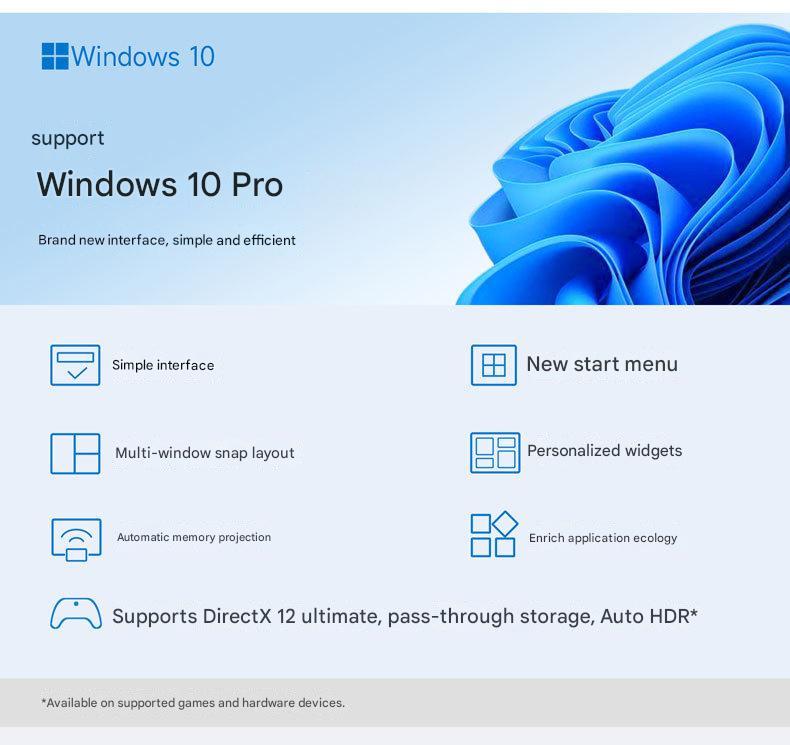 Windows 10
support
Windows 10 Pro
Brand new interface, simple and efficient
Simple interface
New start menu
Multi-window snap layout
Personalized widgets
Automatic memory projection
Enrich application ecology
Supports DirectX 12 ultimate, pass-through storage, Auto HDR*
*Available on supported games and hardware devices.